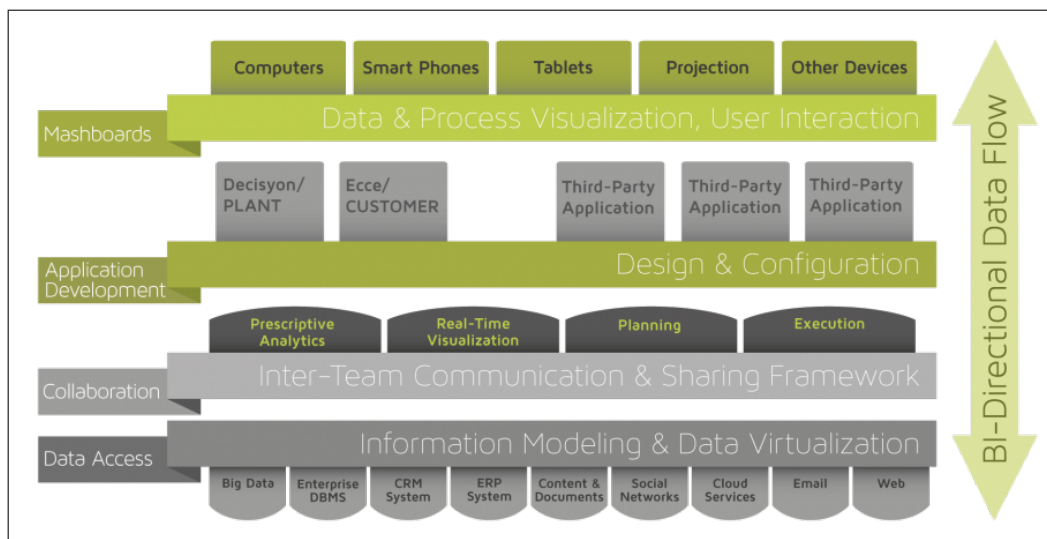 Computers
Smart Phones
Tablets
Projection
Other Devices
Mashboards
Data & Process Visualization, User Interaction
Decisyon/
PLANT
Ecce/
CUSTOMER
Third-Party
Application
Third-Party
Application
Third-Party
Application
Application
Development
Design & Configuration
Prescriptive
Analytics
Real-Time
Visualization
Planning
Execution
Collaboration
Inter-Team Communication & Sharing Framework
Data Access
Information Modeling & Data Virtualization
Big Data
Enterprise
DBMS
CRM
System
ERP
System
Content &
Documents
Social
Networks
Cloud
Services
Email
Web
BI-Directional Data Flow